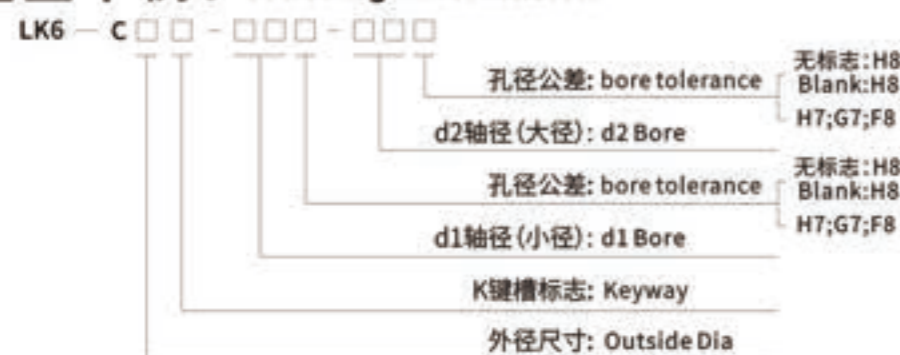 LK6 — C□□ - □□□ - □□□
无标志:H8
孔径公差: bore tolerance Blank:H8
H7;G7;F8
d2轴径(大径): d2 Bore
无标志:H8
孔径公差: bore tolerance Blank:H8
H7;G7;F8
d1轴径(小径): d1 Bore
K键槽标志: Keyway
外径尺寸: Outside Dia